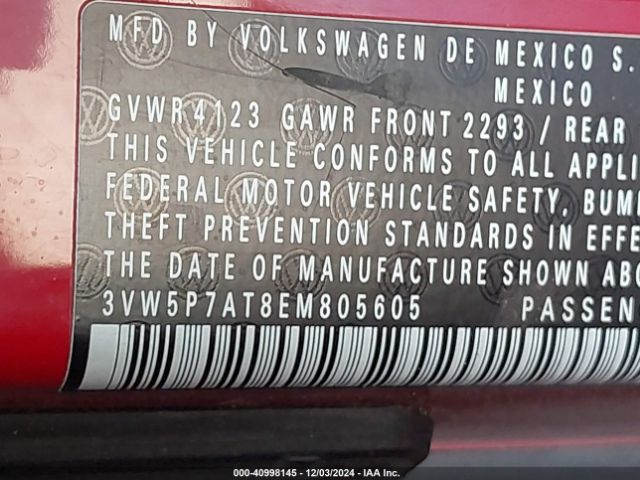 MFD BY VOLKSWAGEN DE MEXICO S.
MEXICO
GVWR 4123 GAWR FRONT 2293 / REAR
THIS VEHICLE CONFORMS TO ALL APPLI
FEDERAL MOTOR VEHICLE SAFETY, BUM
THEFT PREVENTION STANDARDS IN EFFE
THE DATE OF MANUFACTURE SHOWN ABO
3VW5P7AT8EM805605 PASSEN
000-40998145 - 12/03/2024 - IAA Inc.